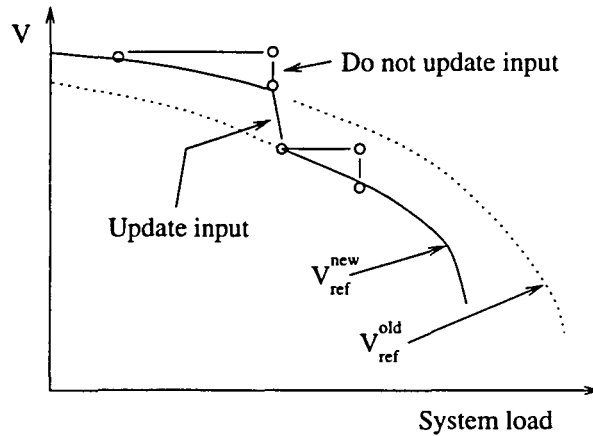 V
Do not update input
Update input
V_ref^new
V_ref^old
System load